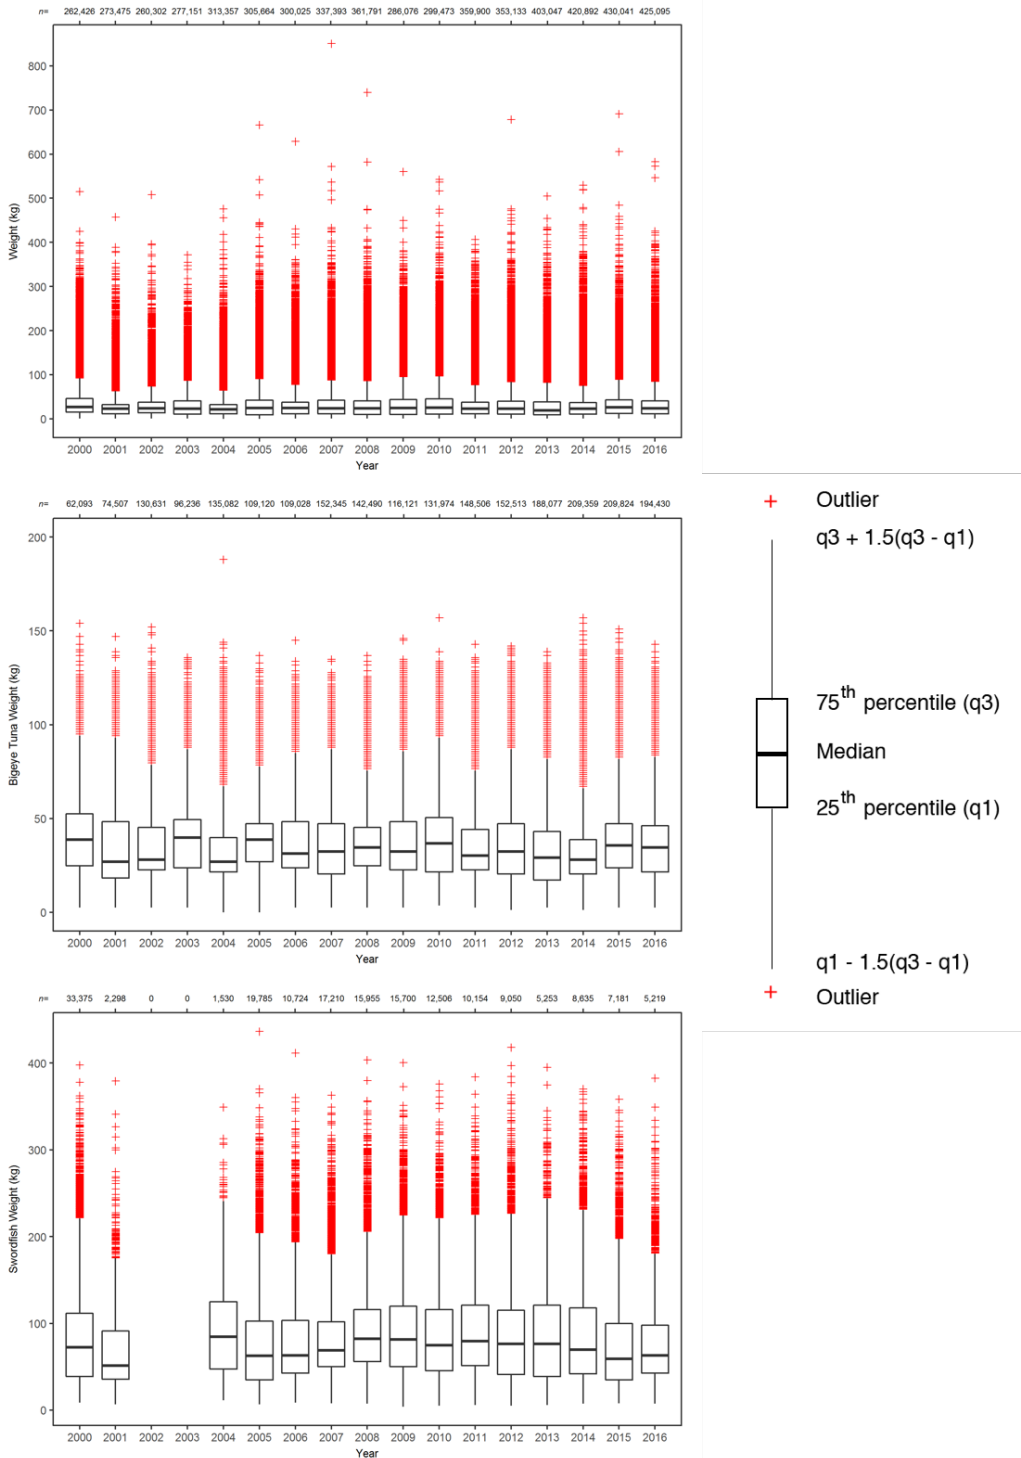 n= 262,426 273,475 260,302 277,151 313,357 305,664 300,025 337,393 361,791 286,076 299,473 359,900 353,133 403,047 420,892 430,041 425,095
800
700
600
500
400
300
200
100
0
Weight (kg)
2000 2001 2002 2003 2004 2005 2006 2007 2008 2009 2010 2011 2012 2013 2014 2015 2016
Year
n= 62,093 74,507 130,631 96,236 135,082 109,120 109,028 152,345 142,490 116,121 131,974 148,506 152,513 188,077 209,359 209,824 194,430
200
150
100
50
0
Bigeye Tuna Weight (kg)
2000 2001 2002 2003 2004 2005 2006 2007 2008 2009 2010 2011 2012 2013 2014 2015 2016
Year
Outlier
q3 + 1.5(q3 - q1)
75th percentile (q3)
Median
25th percentile (q1)
q1 - 1.5(q3 - q1)
Outlier
n= 33,375 2,298 0 0 1,530 19,785 10,724 17,210 15,955 15,700 12,506 10,154 9,050 5,253 8,635 7,181 5,219
400
300
200
100
0
Swordfish Weight (kg)
2000 2001 2002 2003 2004 2005 2006 2007 2008 2009 2010 2011 2012 2013 2014 2015 2016
Year